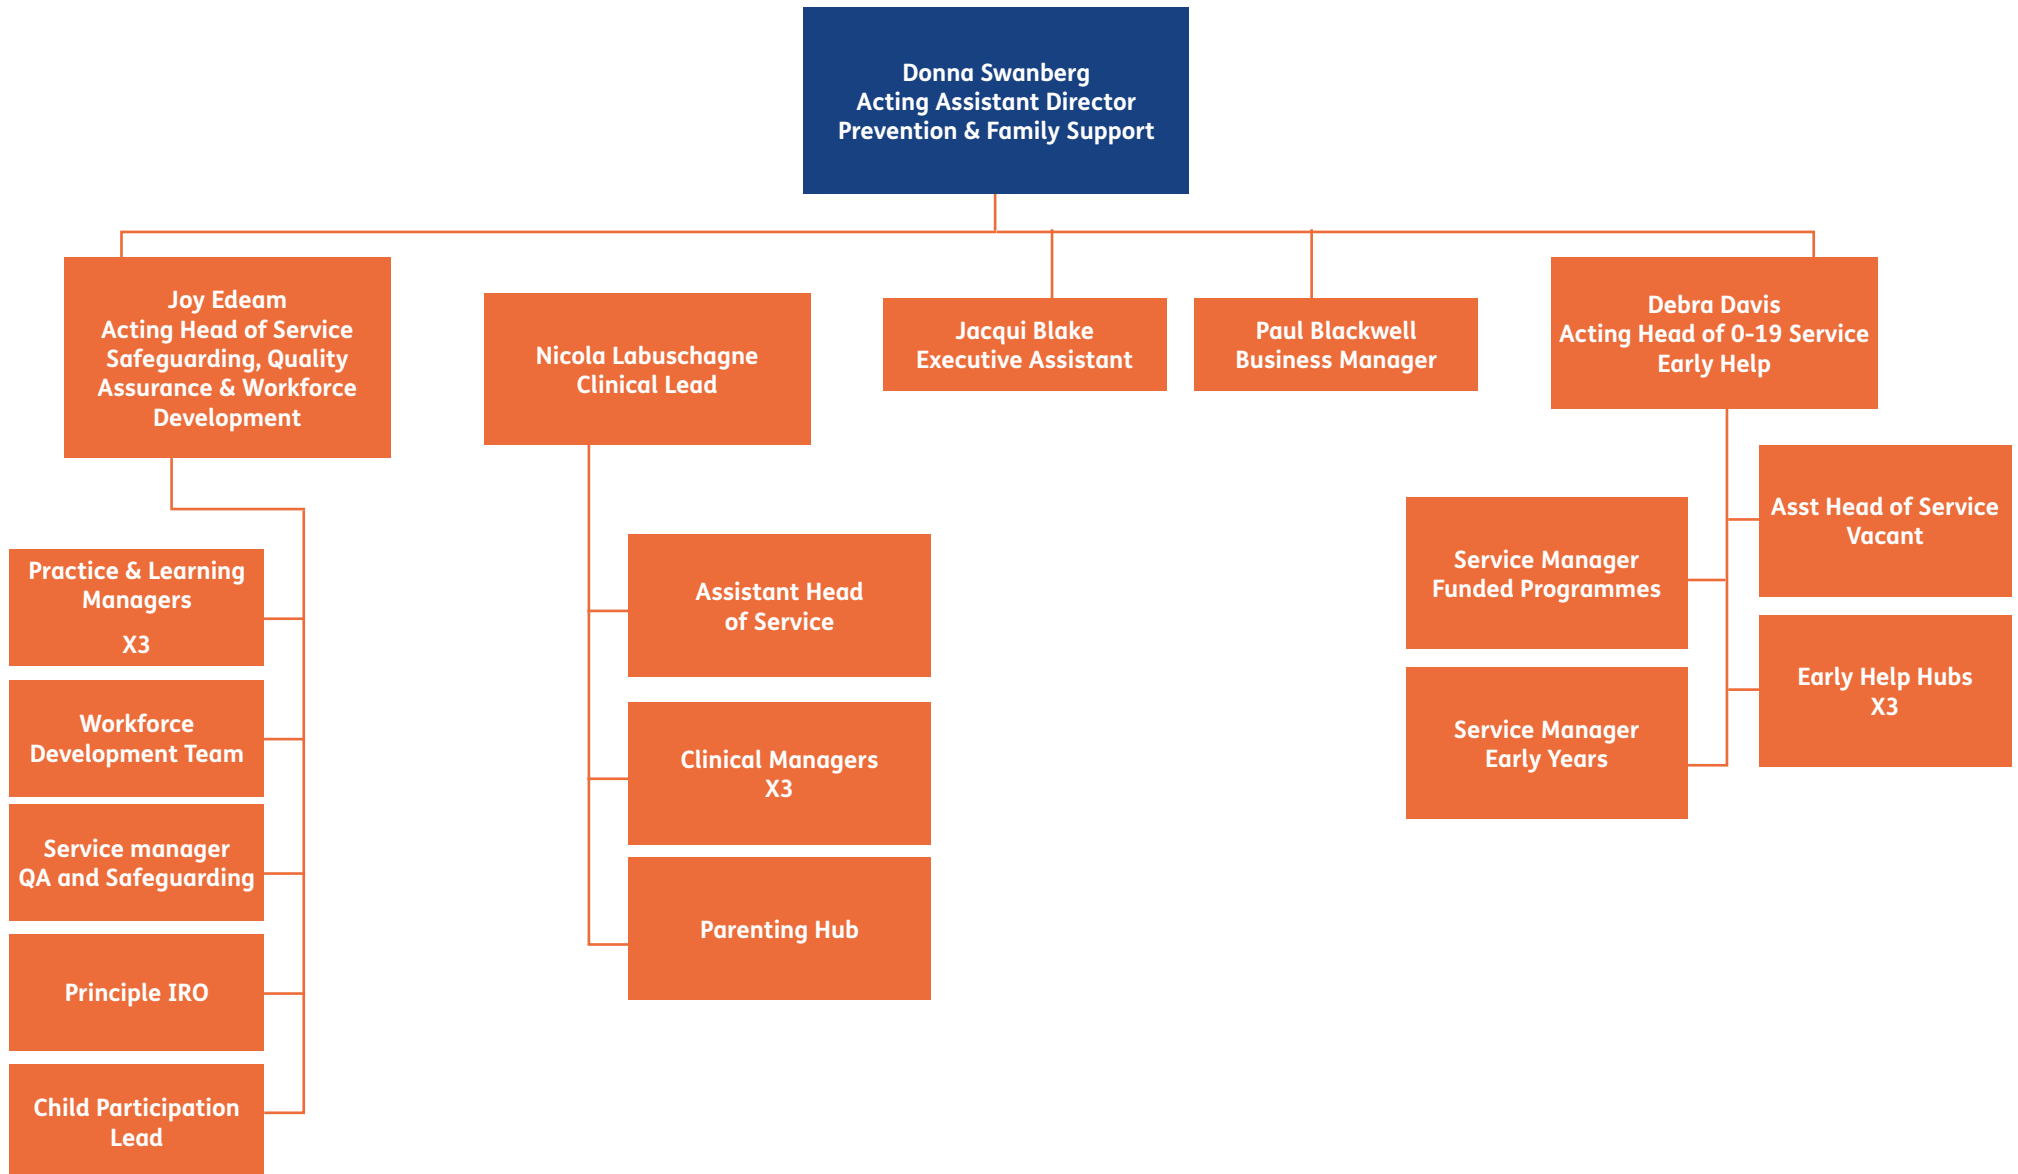 Donna Swanberg
Acting Assistant Director
Prevention & Family Support
Joy Edeam
Acting Head of Service
Safeguarding, Quality
Assurance & Workforce
Development
Nicola Labuschagne
Clinical Lead
Jacqui Blake
Executive Assistant
Paul Blackwell
Business Manager
Debra Davis
Acting Head of 0-19 Service
Early Help
Practice & Learning
Managers
X3
Workforce
Development Team
Service manager
QA and Safeguarding
Principle IRO
Child Participation
Lead
Assistant Head
of Service
Clinical Managers
X3
Parenting Hub
Service Manager
Funded Programmes
Service Manager
Early Years
Asst Head of Service
Vacant
Early Help Hubs
X3